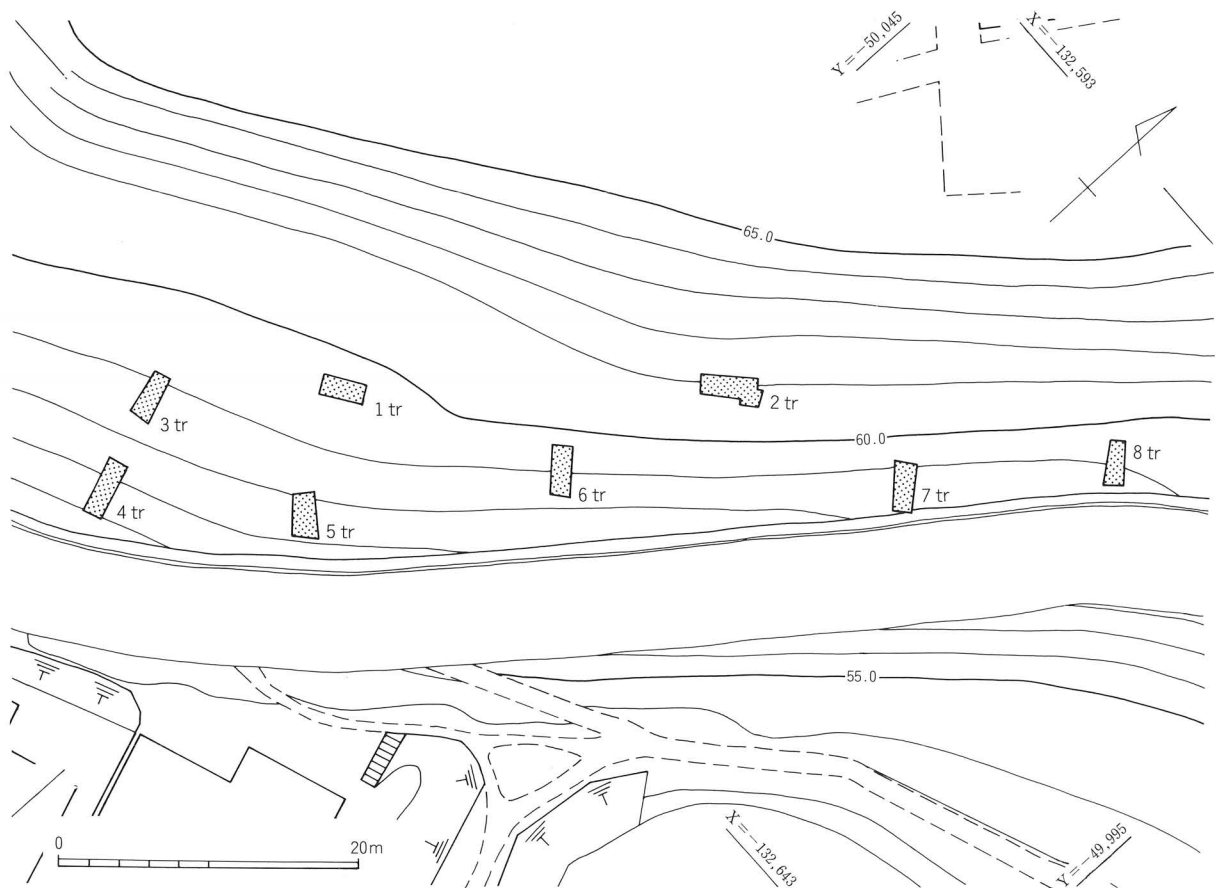 Y=-50,045
X=-132,593
65.0
1 tr
2 tr
3 tr
60.0
8 tr
6 tr
7 tr
4 tr
5 tr
55.0
X=-132,643
Y=-49,995
0 20m